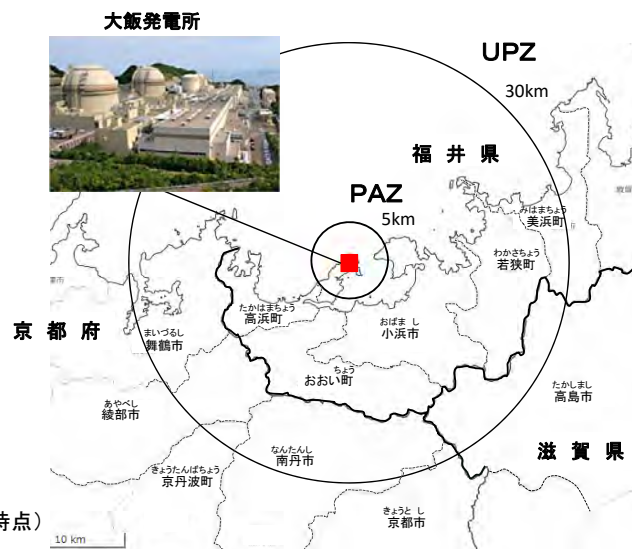 大飯発電所
UPZ
30km
福井県
PAZ
5km
みはまちょう
美浜町
わかさちょう
若狭町
たかはまちょう
高浜町
おばまし
小浜市
京都府
まいづるし
舞鶴市
ちょう
おおい町
たかしまし
高島市
あやべし
綾部市
滋賀県
なんたんし
南丹市
きょうたんばちょう
京丹波町
きょうとし
京都市
時点）
10 km